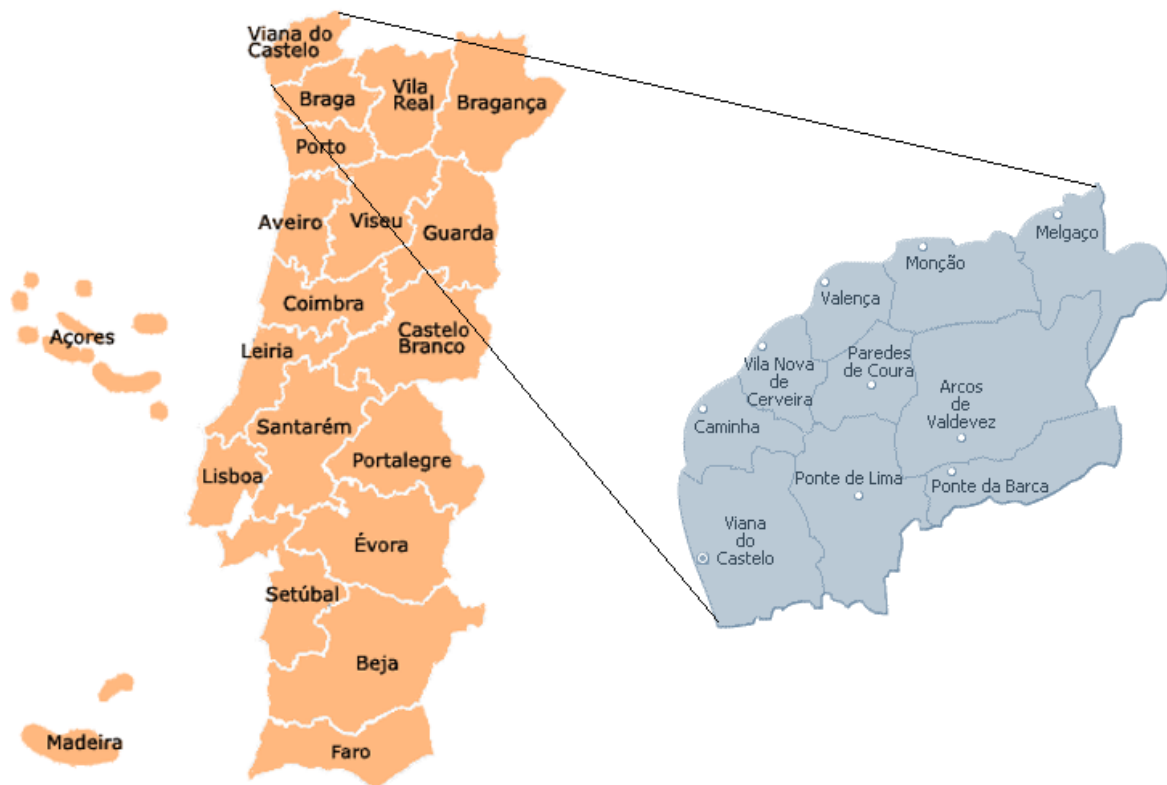 Viana do
Castelo
Braga
Vila
Real
Bragança
Porto
Aveiro
Viseu
Guarda
Coimbra
Açores
Leiria
Castelo
Branco
Santarém
Lisboa
Portalegre
Évora
Setúbal
Beja
Madeira
Faro
Melgaço
Monção
Valença
Vila Nova
de
Cerveira
Paredes
de Coura
Arcos
de
Valdevez
Caminha
Ponte de Lima
Ponte da Barca
Viana
do
Castelo